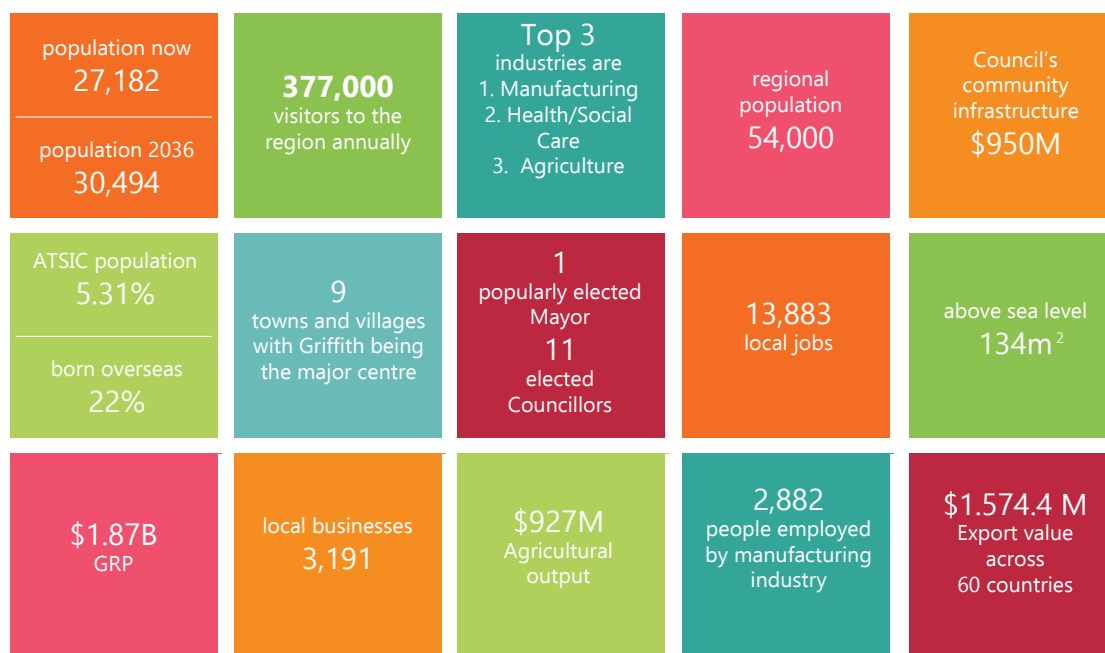 population now
27,182
population 2036
30,494
377,000
visitors to the
region annually
Top 3
industries are
1. Manufacturing
2. Health/Social
Care
3. Agriculture
regional
population
54,000
Council's
community
infrastructure
$950M
ATSIC population
5.31%
born overseas
22%
9
towns and villages
with Griffith being
the major centre
1
popularly elected
Mayor
11
elected
Councillors
13,883
local jobs
above sea level
134m²
$1.87B
GRP
local businesses
3,191
$927M
Agricultural
output
2,882
people employed
by manufacturing
industry
$1.574.4 M
Export value
across
60 countries